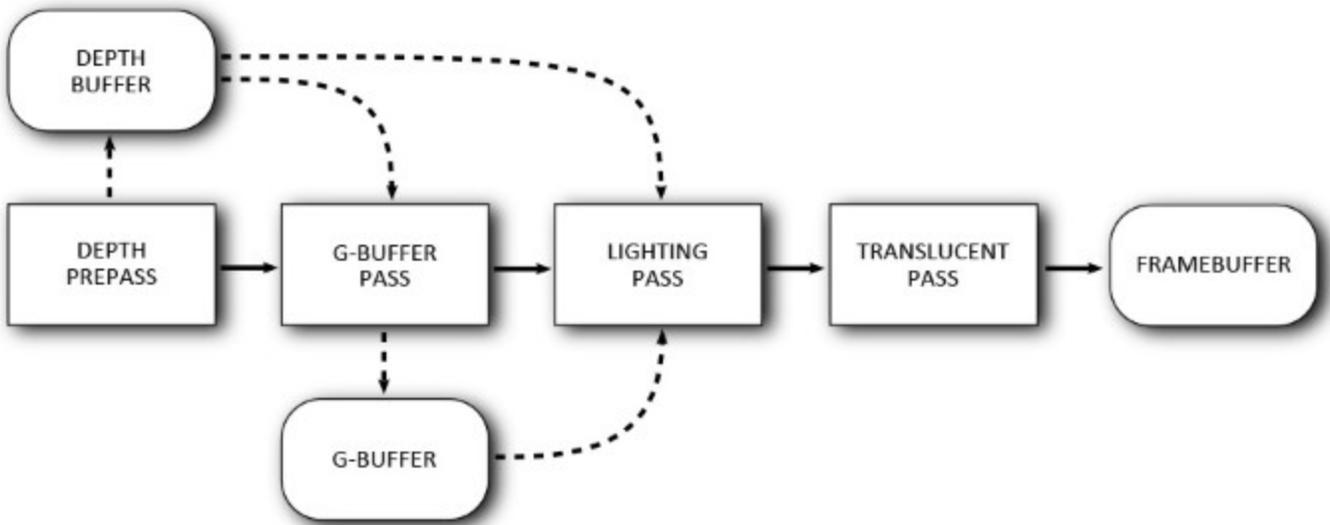 DEPTH
BUFFER
DEPTH
PREPASS
G-BUFFER
PASS
LIGHTING
PASS
TRANSLUCENT
PASS
FRAMEBUFFER
G-BUFFER